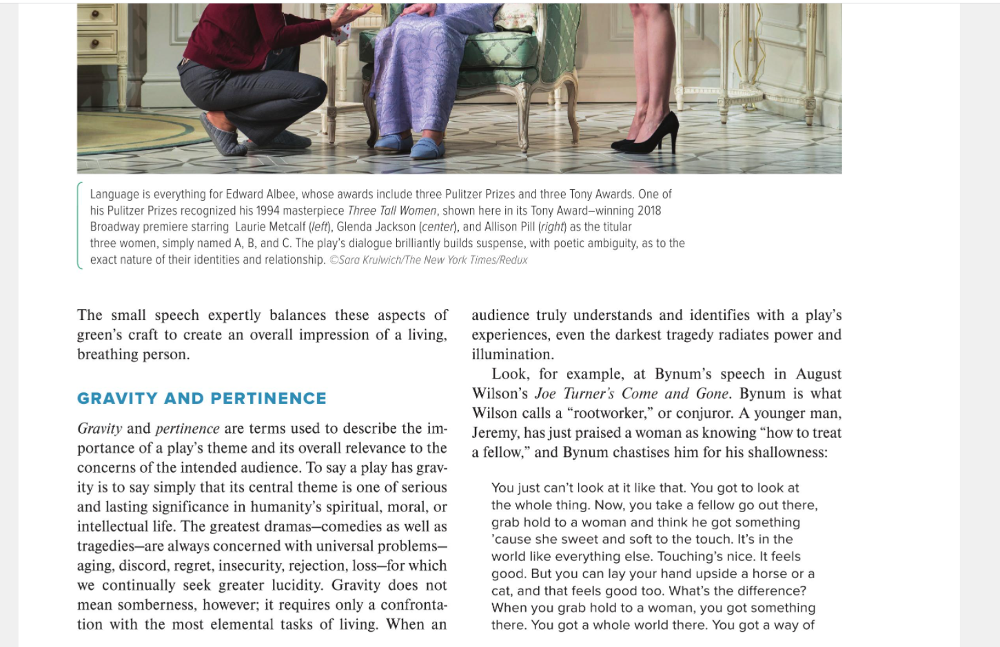 Language is everything for Edward Albee, whose awards include three Pulitzer Prizes and three Tony Awards. One of
his Pulitzer Prizes recognized his 1994 masterpiece Three Tall Women, shown here in its Tony Award–winning 2018
Broadway premiere starring Laurie Metcalf (left), Glenda Jackson (center), and Allison Pill (right) as the titular
three women, simply named A, B, and C. The play's dialogue brilliantly builds suspense, with poetic ambiguity, as to the
exact nature of their identities and relationship. ©Sara Krulwich/The New York Times/Redux
The small speech expertly balances these aspects of
green's craft to create an overall impression of a living,
breathing person.
GRAVITY AND PERTINENCE
Gravity and pertinence are terms used to describe the im-
portance of a play's theme and its overall relevance to the
concerns of the intended audience. To say a play has grav-
ity is to say simply that its central theme is one of serious
and lasting significance in humanity's spiritual, moral, or
intellectual life. The greatest dramas—comedies as well as
tragedies—are always concerned with universal problems—
aging, discord, regret, insecurity, rejection, loss—for which
we continually seek greater lucidity. Gravity does not
mean somberness, however; it requires only a confronta-
tion with the most elemental tasks of living. When an
audience truly understands and identifies with a play's
experiences, even the darkest tragedy radiates power and
illumination.
Look, for example, at Bynum's speech in August
Wilson's Joe Turner's Come and Gone. Bynum is what
Wilson calls a "rootworker," or conjuror. A younger man,
Jeremy, has just praised a woman as knowing "how to treat
a fellow," and Bynum chastises him for his shallowness:
You just can't look at it like that. You got to look at
the whole thing. Now, you take a fellow go out there,
grab hold to a woman and think he got something
'cause she sweet and soft to the touch. It's in the
world like everything else. Touching's nice. It feels
good. But you can lay your hand upside a horse or a
cat, and that feels good too. What's the difference?
When you grab hold to a woman, you got something
there. You got a whole world there. You got a way of